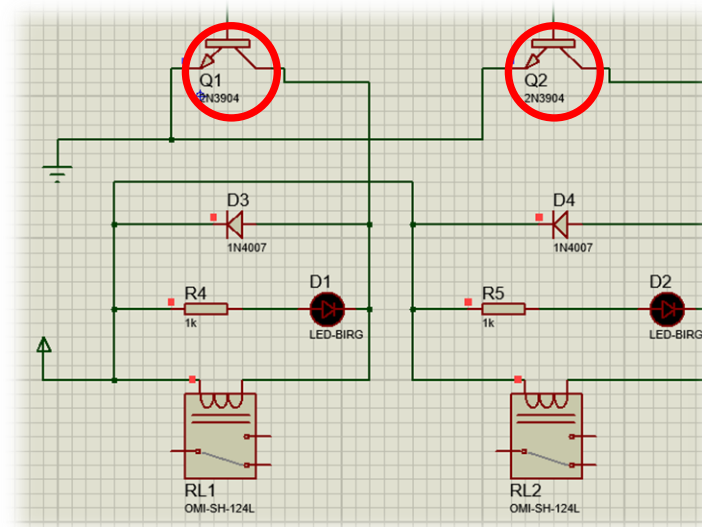 Q1
2N3904
Q2
2N3904
D3
1N4007
D4
1N4007
R4
1k
D1
LED-BIRG
R5
1k
D2
LED-BIRG
RL1
OMI-SH-124L
RL2
OMI-SH-124L